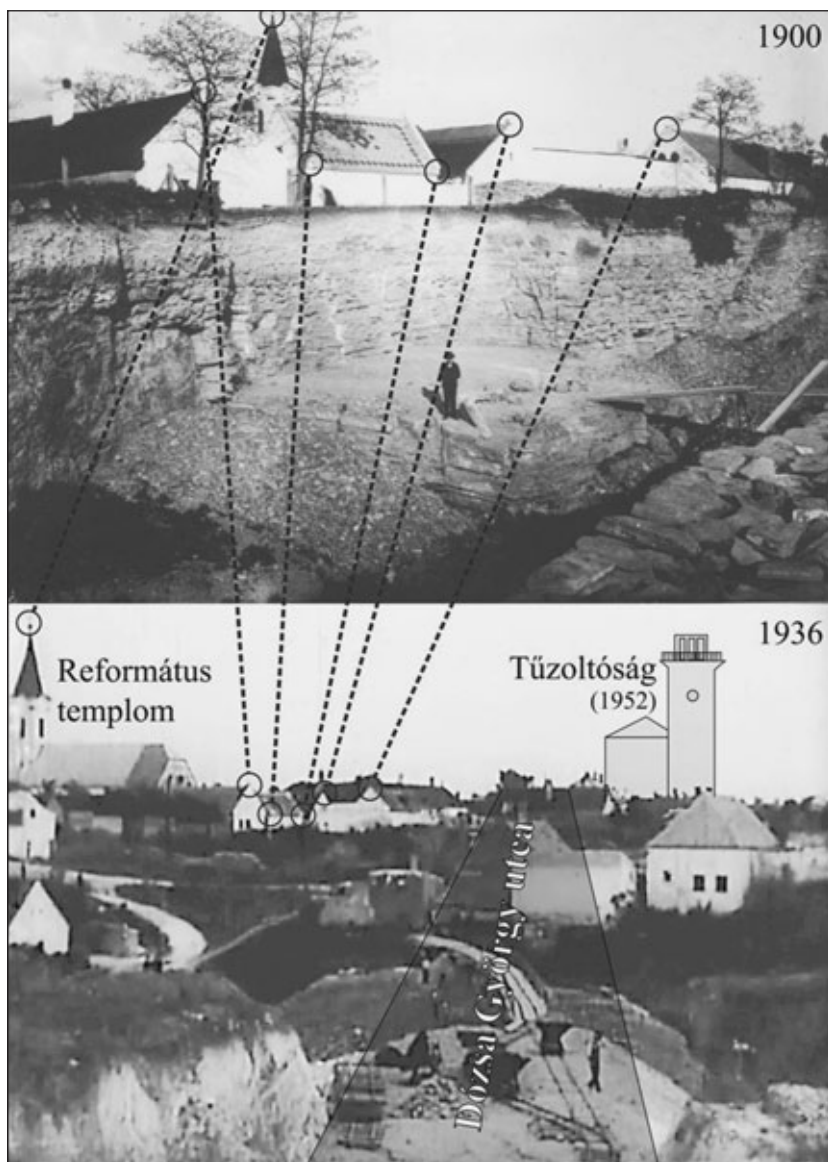 1900
1936
Református
templom
Tűzoltóság
(1952)
Dózsa György utca